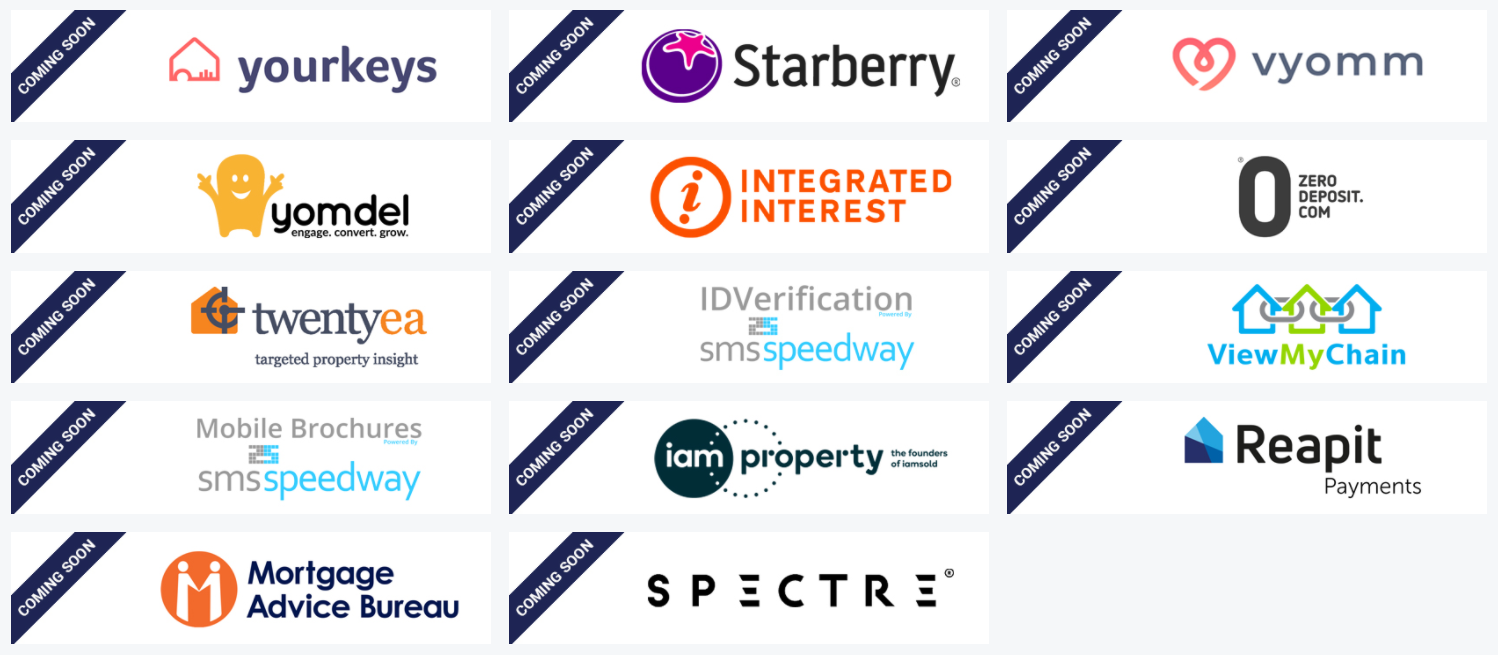 COMING SOON
yourkeys
COMING SOON
Starberry®
COMING SOON
vyomm
COMING SOON
yomdel
engage. convert. grow.
COMING SOON
i INTEGRATED
INTEREST
COMING SOON
®
0
ZERO
DEPOSIT.
COM
COMING SOON
twentyea
targeted property insight
COMING SOON
IDVerification
Powered By
smsspeedway
COMING SOON
ViewMyChain
COMING SOON
Mobile Brochures
Powered By
smsspeedway
COMING SOON
iam property
the founders
of iamsold
COMING SOON
Reapit
Payments
COMING SOON
Mortgage
Advice Bureau
COMING SOON
SPECTRE®